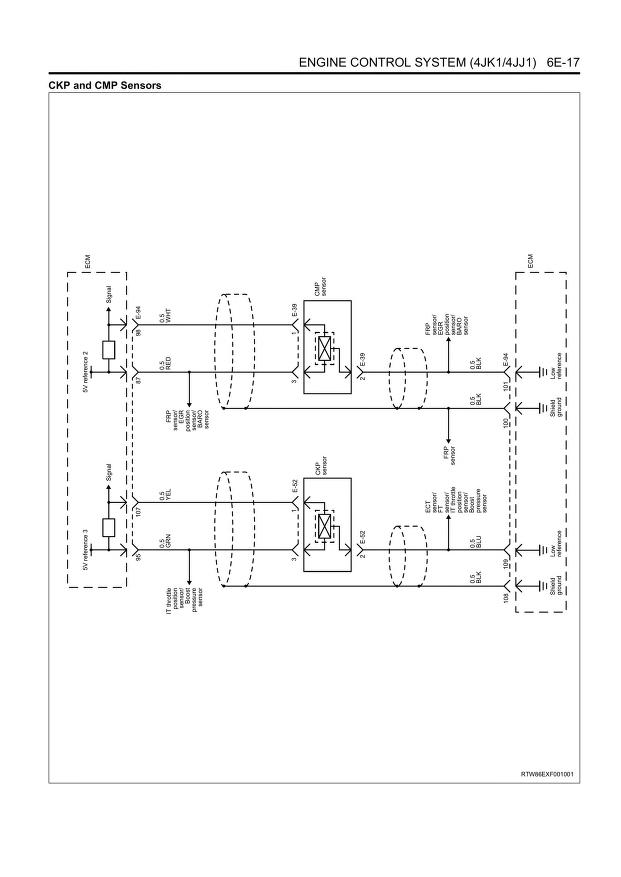 ENGINE CONTROL SYSTEM (4JK1/4JJ1) 6E-17
CKP and CMP Sensors
ECM
5V reference 3
Signal
5V reference 2
Signal
95
107
87
98
E-94
0.5
GRN
0.5
YEL
0.5
RED
0.5
WHT
IT throttle
position
sensor/
Boost
pressure
sensor
FRP
sensor/
EGR
position
sensor/
BARO
sensor
3
1
E-52
3
1
E-39
CKP
sensor
CMP
sensor
2
E-52
2
E-39
ECT
sensor/
FT
sensor/
IT throttle
position
sensor/
Boost
pressure
sensor
FRP
sensor
FRP
sensor/
EGR
position
sensor/
BARO
sensor
0.5
BLK
0.5
BLU
0.5
BLK
0.5
BLK
108
109
100
101
E-94
ECM
Shield
ground
Low
reference
Shield
ground
Low
reference
RTW86EXF001001